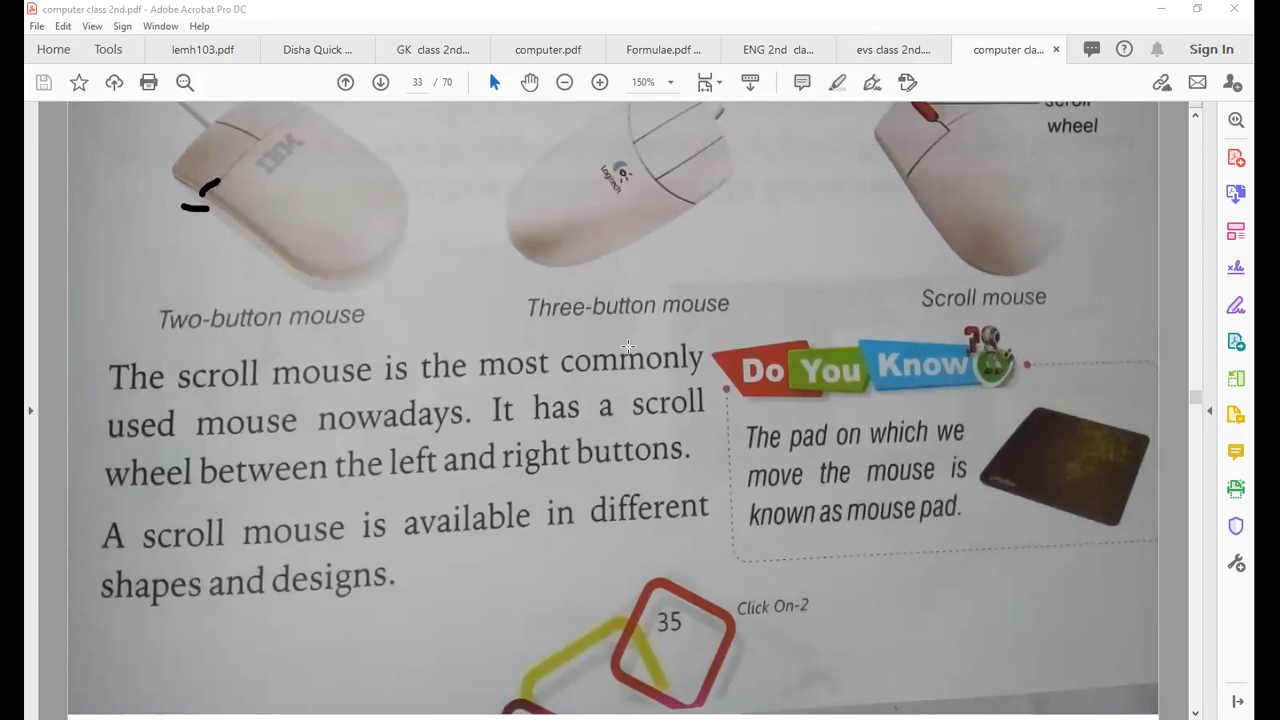 computer class 2nd.pdf - Adobe Acrobat Pro DC
File Edit View Sign Window Help
Home Tools lemh103.pdf Disha Quick ... GK class 2nd... computer.pdf Formulae.pdf ... ENG 2nd cla... evs class 2nd.... computer cla... × Sign In
33 / 70 150%
scroll
wheel
IBM
Logitech
Two-button mouse
Three-button mouse
Scroll mouse
The scroll mouse is the most commonly
used mouse nowadays. It has a scroll
wheel between the left and right buttons.
A scroll mouse is available in different
shapes and designs.
Do You Know
The pad on which we
move the mouse is
known as mouse pad.
35
Click On-2